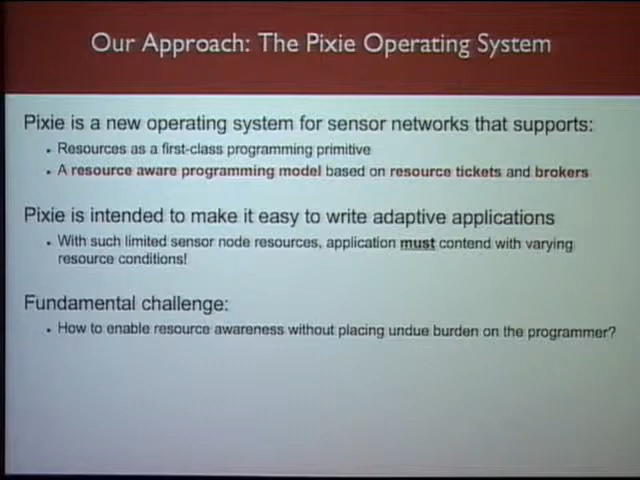 Our Approach: The Pixie Operating System
Pixie is a new operating system for sensor networks that supports:
• Resources as a first-class programming primitive
• A resource aware programming model based on resource tickets and brokers
Pixie is intended to make it easy to write adaptive applications
• With such limited sensor node resources, application must contend with varying
resource conditions!
Fundamental challenge:
• How to enable resource awareness without placing undue burden on the programmer?